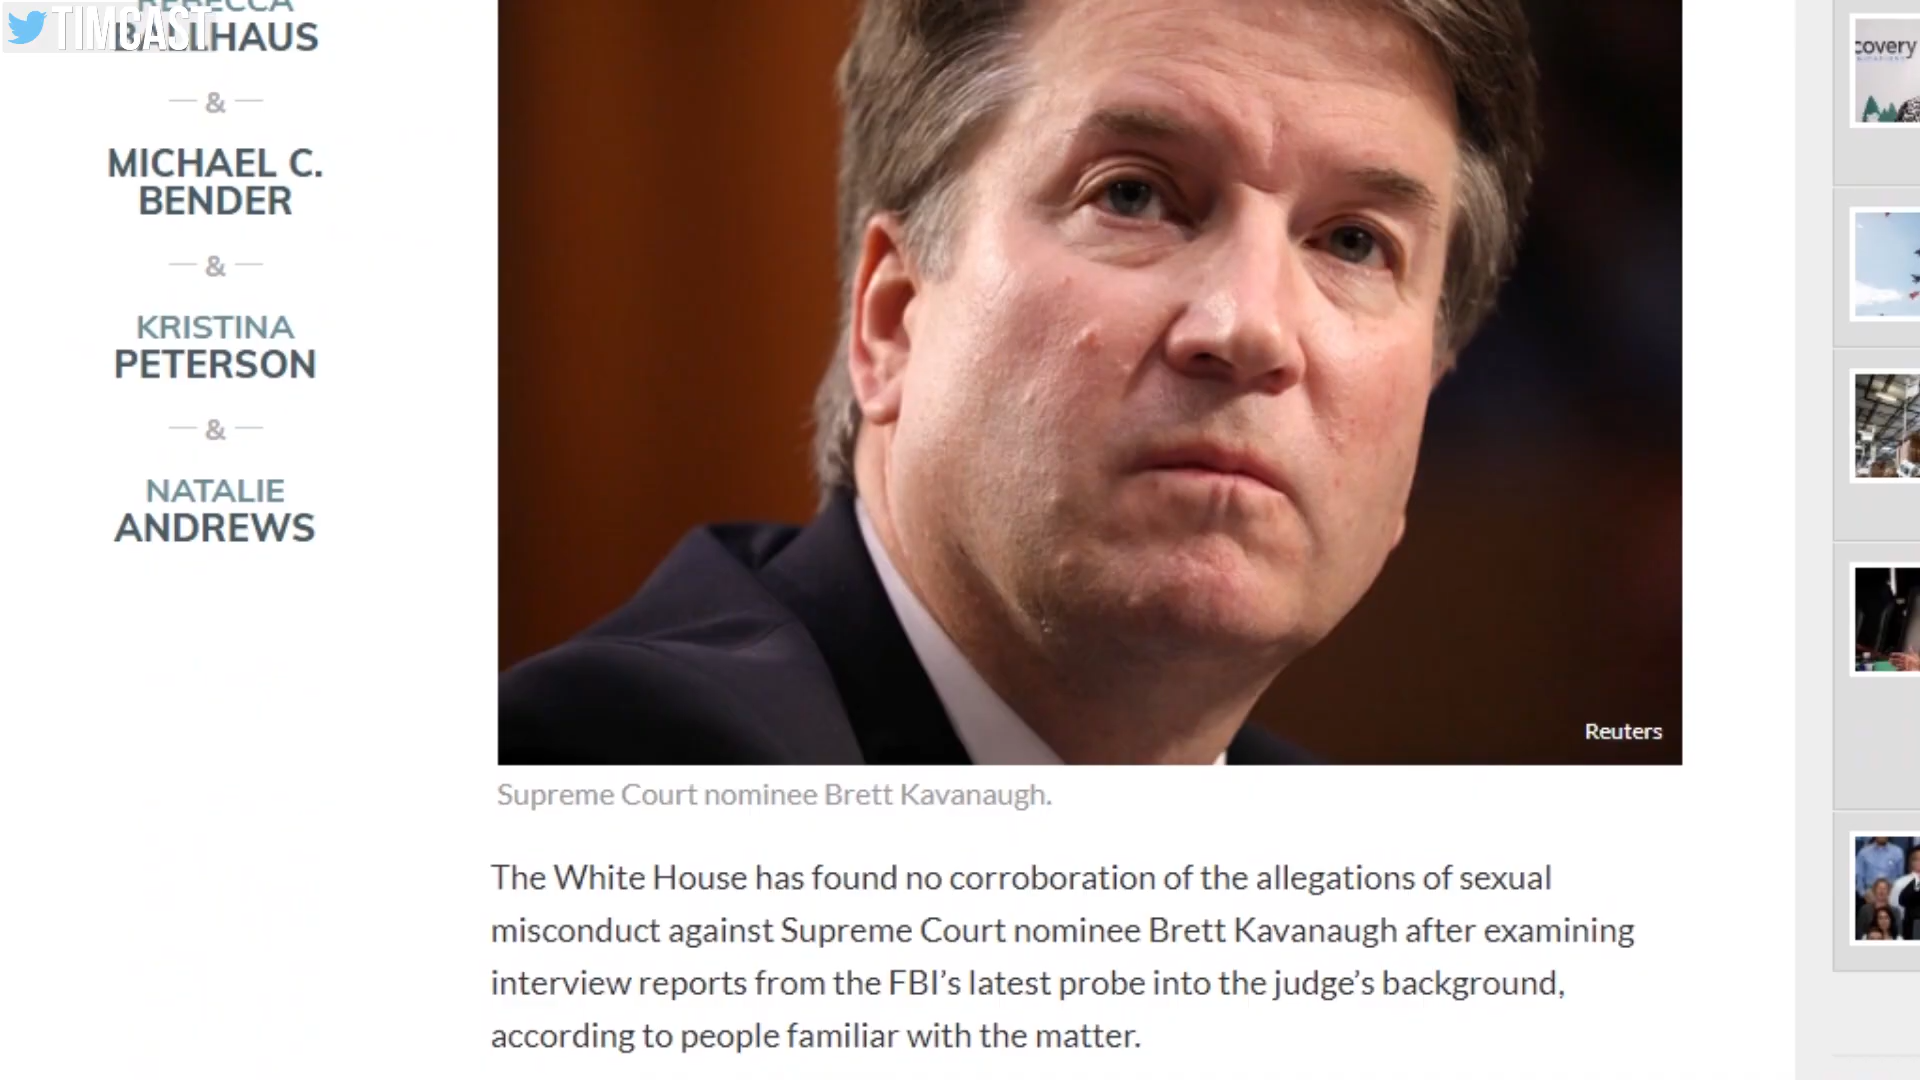 TIMCAST
REBECCA
BALLHAUS
&
MICHAEL C.
BENDER
&
KRISTINA
PETERSON
&
NATALIE
ANDREWS
covery
Reuters
Supreme Court nominee Brett Kavanaugh.
The White House has found no corroboration of the allegations of sexual
misconduct against Supreme Court nominee Brett Kavanaugh after examining
interview reports from the FBI’s latest probe into the judge’s background,
according to people familiar with the matter.